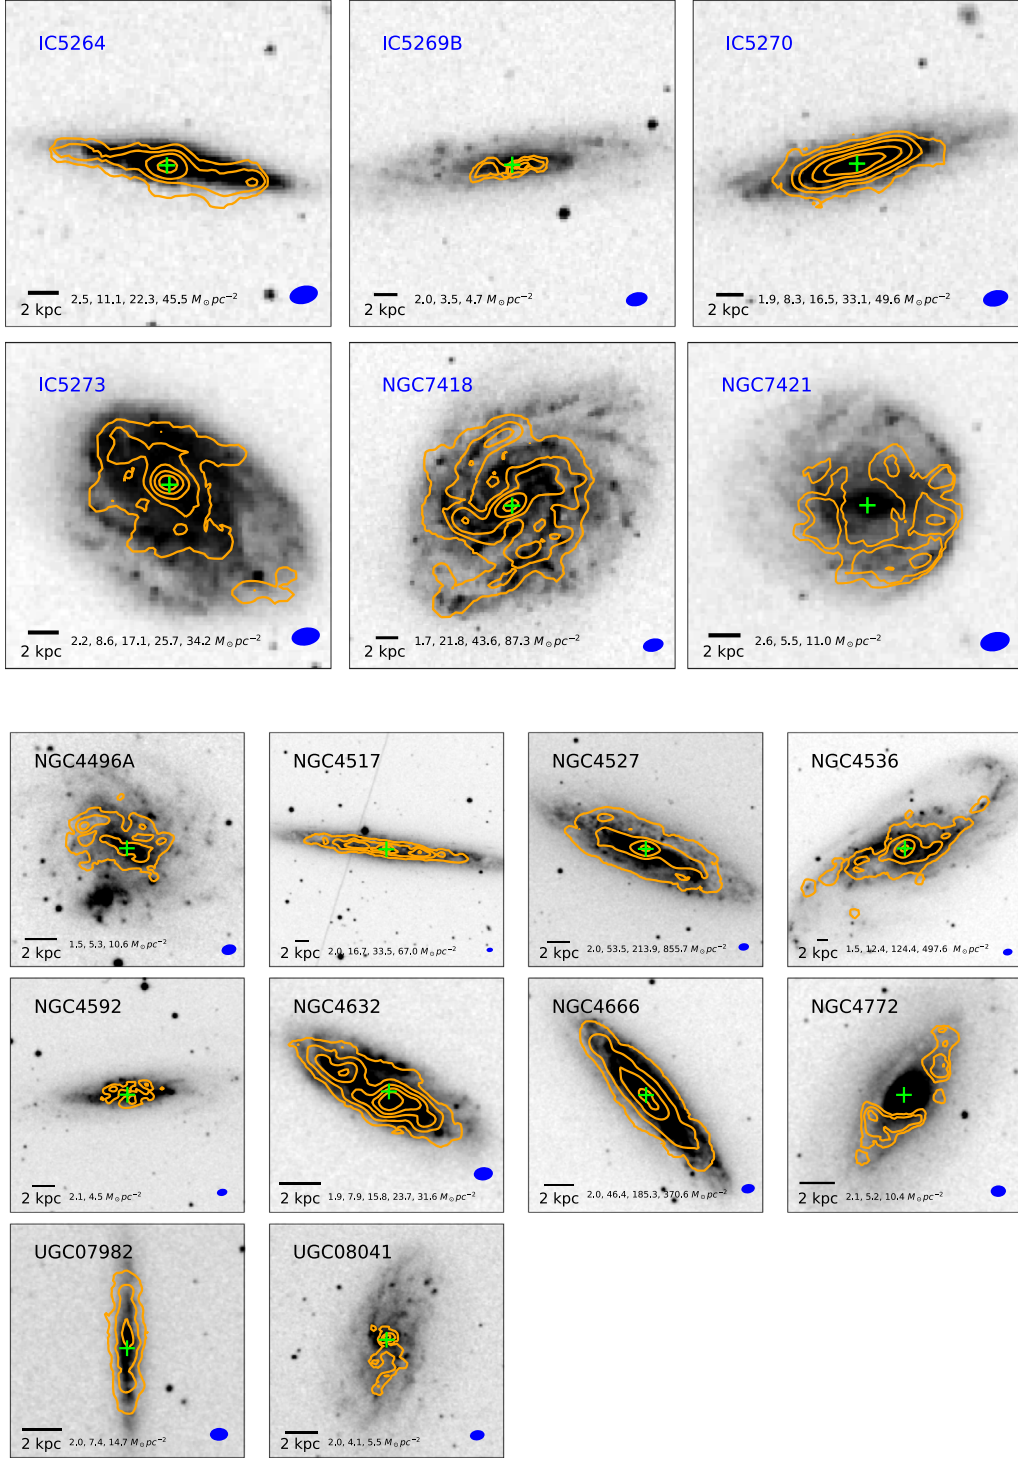 IC5264
2 kpc
2.5, 11.1, 22.3, 45.5 M⊙pc−2
IC5269B
2 kpc
2.0, 3.5, 4.7 M⊙pc−2
IC5270
2 kpc
1.9, 8.3, 16.5, 33.1, 49.6 M⊙pc−2
IC5273
2 kpc
2.2, 8.6, 17.1, 25.7, 34.2 M⊙pc−2
NGC7418
2 kpc
1.7, 21.8, 43.6, 87.3 M⊙pc−2
NGC7421
2 kpc
2.6, 5.5, 11.0 M⊙pc−2
NGC4496A
2 kpc
1.5, 5.3, 10.6 M⊙pc−2
NGC4517
2 kpc
2.0, 16.7, 33.5, 67.0 M⊙pc−2
NGC4527
2 kpc
2.0, 53.5, 213.9, 855.7 M⊙pc−2
NGC4536
2 kpc
1.5, 12.4, 124.4, 497.6 M⊙pc−2
NGC4592
2 kpc
2.1, 4.5 M⊙pc−2
NGC4632
2 kpc
1.9, 7.9, 15.8, 23.7, 31.6 M⊙pc−2
NGC4666
2 kpc
2.0, 46.4, 185.3, 370.6 M⊙pc−2
NGC4772
2 kpc
2.1, 5.2, 10.4 M⊙pc−2
UGC07982
2 kpc
2.0, 7.4, 14.7 M⊙pc−2
UGC08041
2 kpc
2.0, 4.1, 5.5 M⊙pc−2